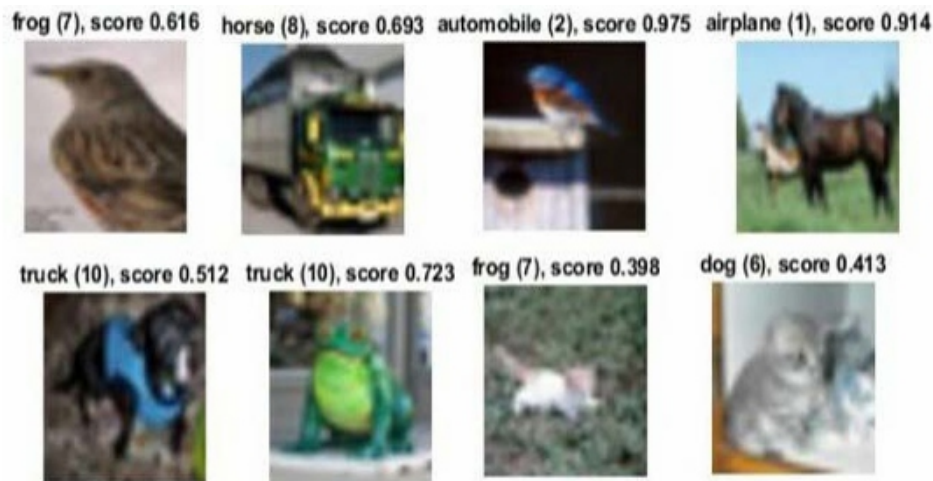 frog (7), score 0.616
horse (8), score 0.693
automobile (2), score 0.975
airplane (1), score 0.914
truck (10), score 0.512
truck (10), score 0.723
frog (7), score 0.398
dog (6), score 0.413